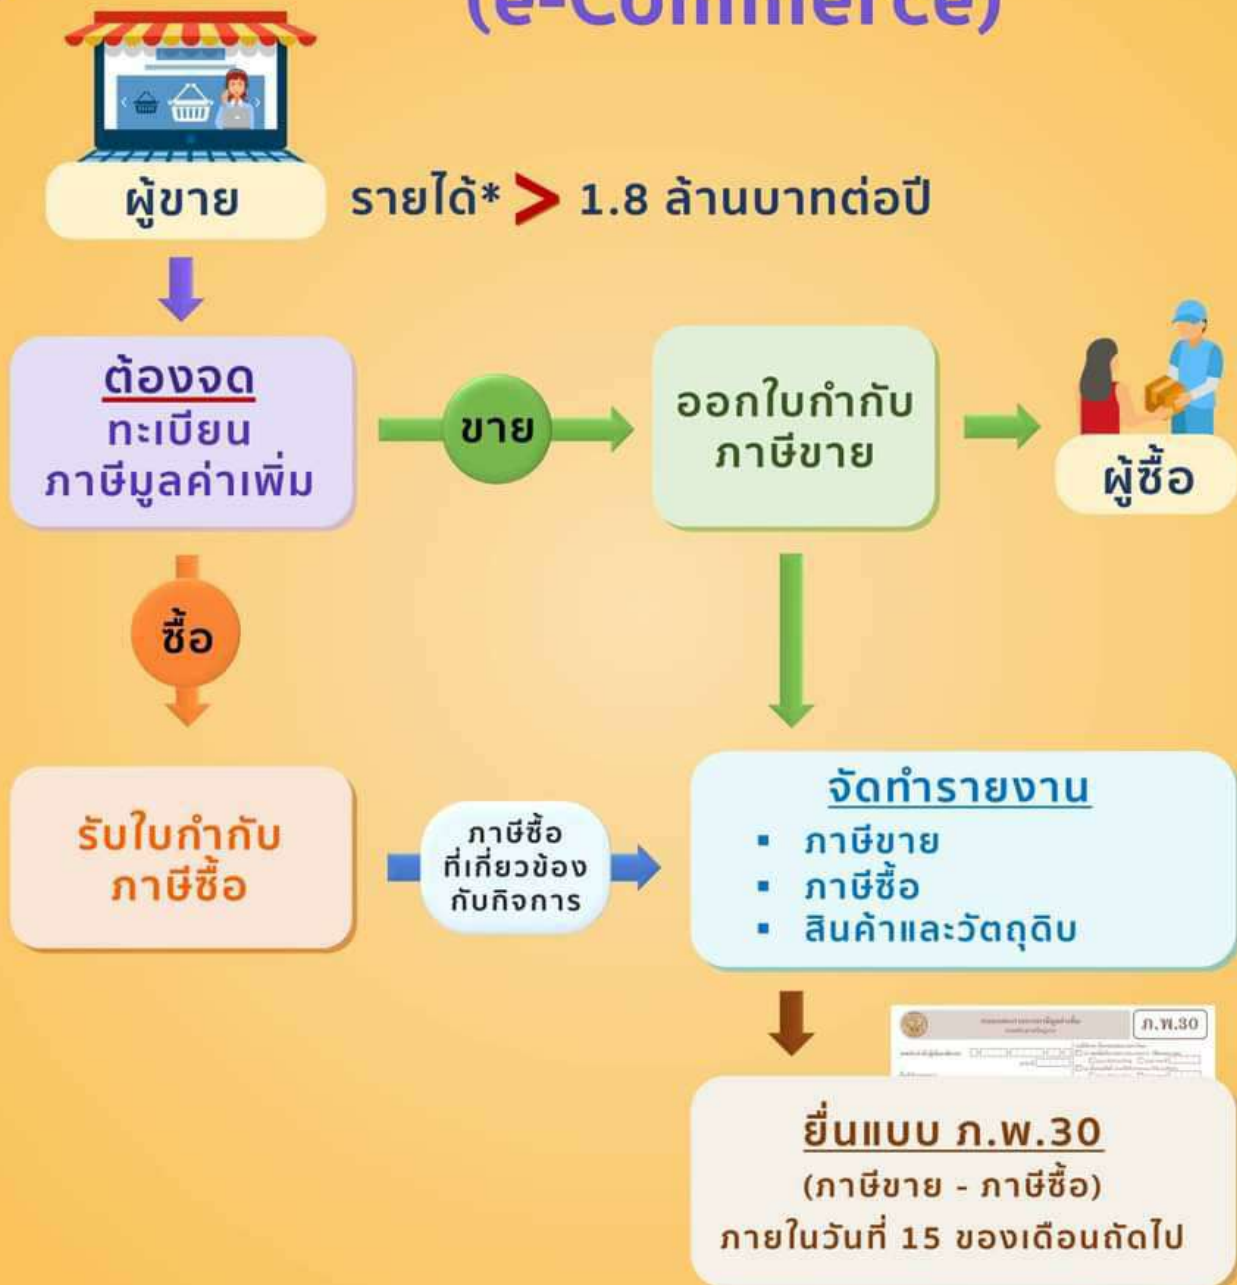 (e-Commerce)
ผู้ขาย
รายได้* > 1.8 ล้านบาทต่อปี
ต้องจด
ทะเบียน
ภาษีมูลค่าเพิ่ม
ขาย
ออกใบกำกับ
ภาษีขาย
ผู้ซื้อ
ซื้อ
รับใบกำกับ
ภาษีซื้อ
ภาษีซื้อ
ที่เกี่ยวข้อง
กับกิจการ
จัดทำรายงาน
▪ ภาษีขาย
▪ ภาษีซื้อ
▪ สินค้าและวัตถุดิบ
ภ.พ.30
ยื่นแบบ ภ.พ.30
(ภาษีขาย - ภาษีซื้อ)
ภายในวันที่ 15 ของเดือนถัดไป